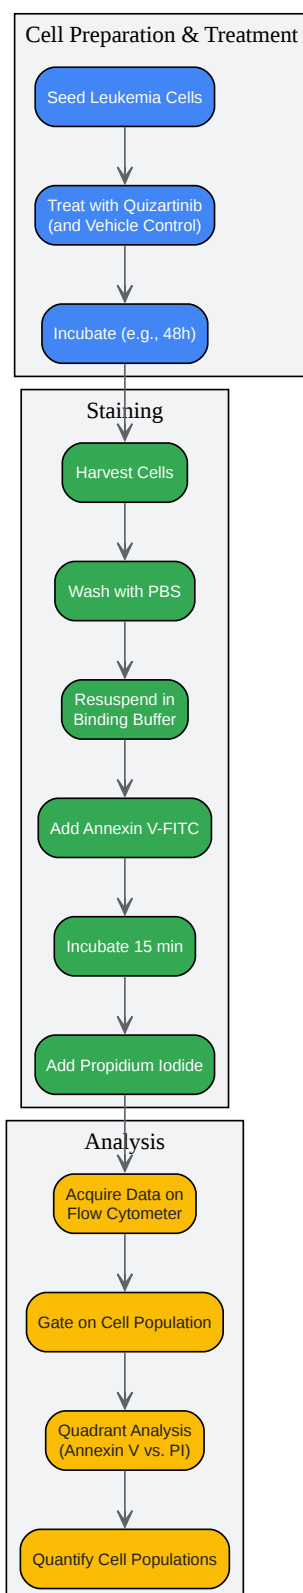 Cell Preparation & Treatment
Seed Leukemia Cells
Treat with Quizartinib
(and Vehicle Control)
Incubate (e.g., 48h)
Staining
Harvest Cells
Wash with PBS
Resuspend in
Binding Buffer
Add Annexin V-FITC
Incubate 15 min
Add Propidium Iodide
Analysis
Acquire Data on
Flow Cytometer
Gate on Cell Population
Quadrant Analysis
(Annexin V vs. PI)
Quantify Cell Populations